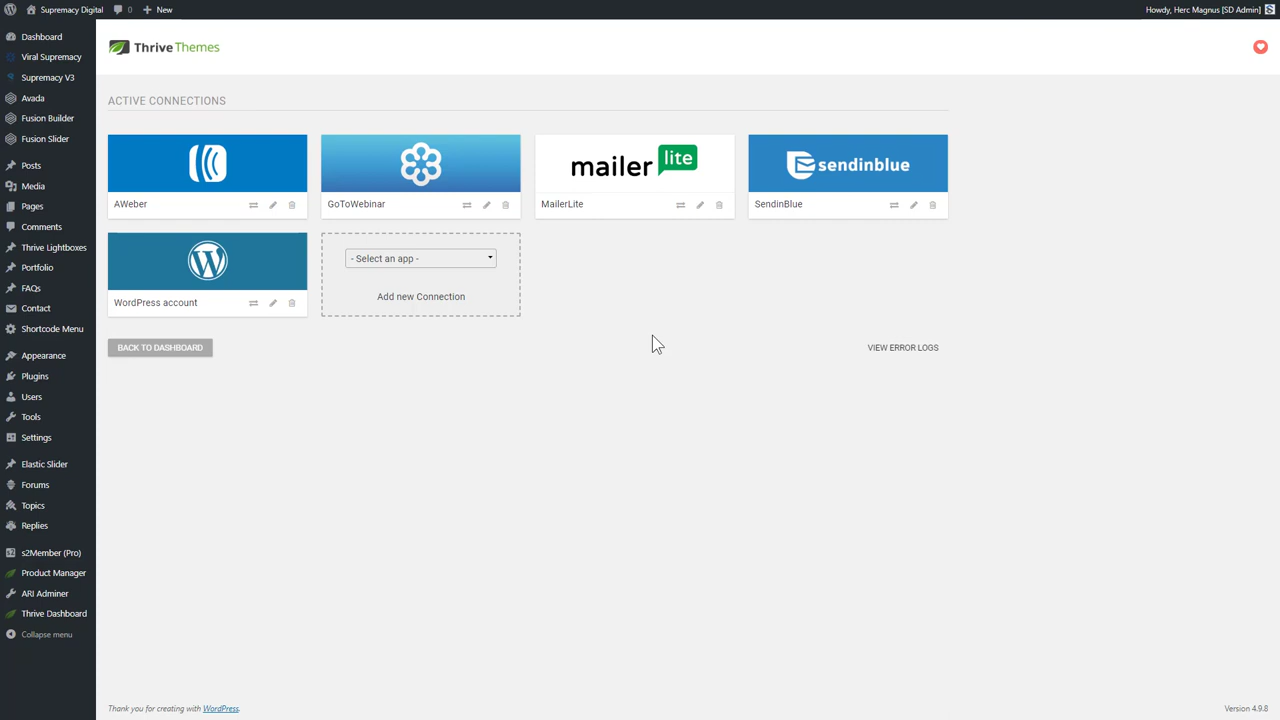 Supremacy Digital 0 New Howdy, Herc Magnus [SD Admin]
Dashboard
Viral Supremacy
Supremacy V3
Avada
Fusion Builder
Fusion Slider
Posts
Media
Pages
Comments
Thrive Lightboxes
Portfolio
FAQs
Contact
Shortcode Menu
Appearance
Plugins
Users
Tools
Settings
Elastic Slider
Forums
Topics
Replies
s2Member (Pro)
Product Manager
ARI Adminer
Thrive Dashboard
Collapse menu
Thrive Themes
ACTIVE CONNECTIONS
AWeber
GoToWebinar
mailer lite
MailerLite
sendinblue
SendinBlue
WordPress account
- Select an app -
Add new Connection
BACK TO DASHBOARD
VIEW ERROR LOGS
Thank you for creating with WordPress.
Version 4.9.8